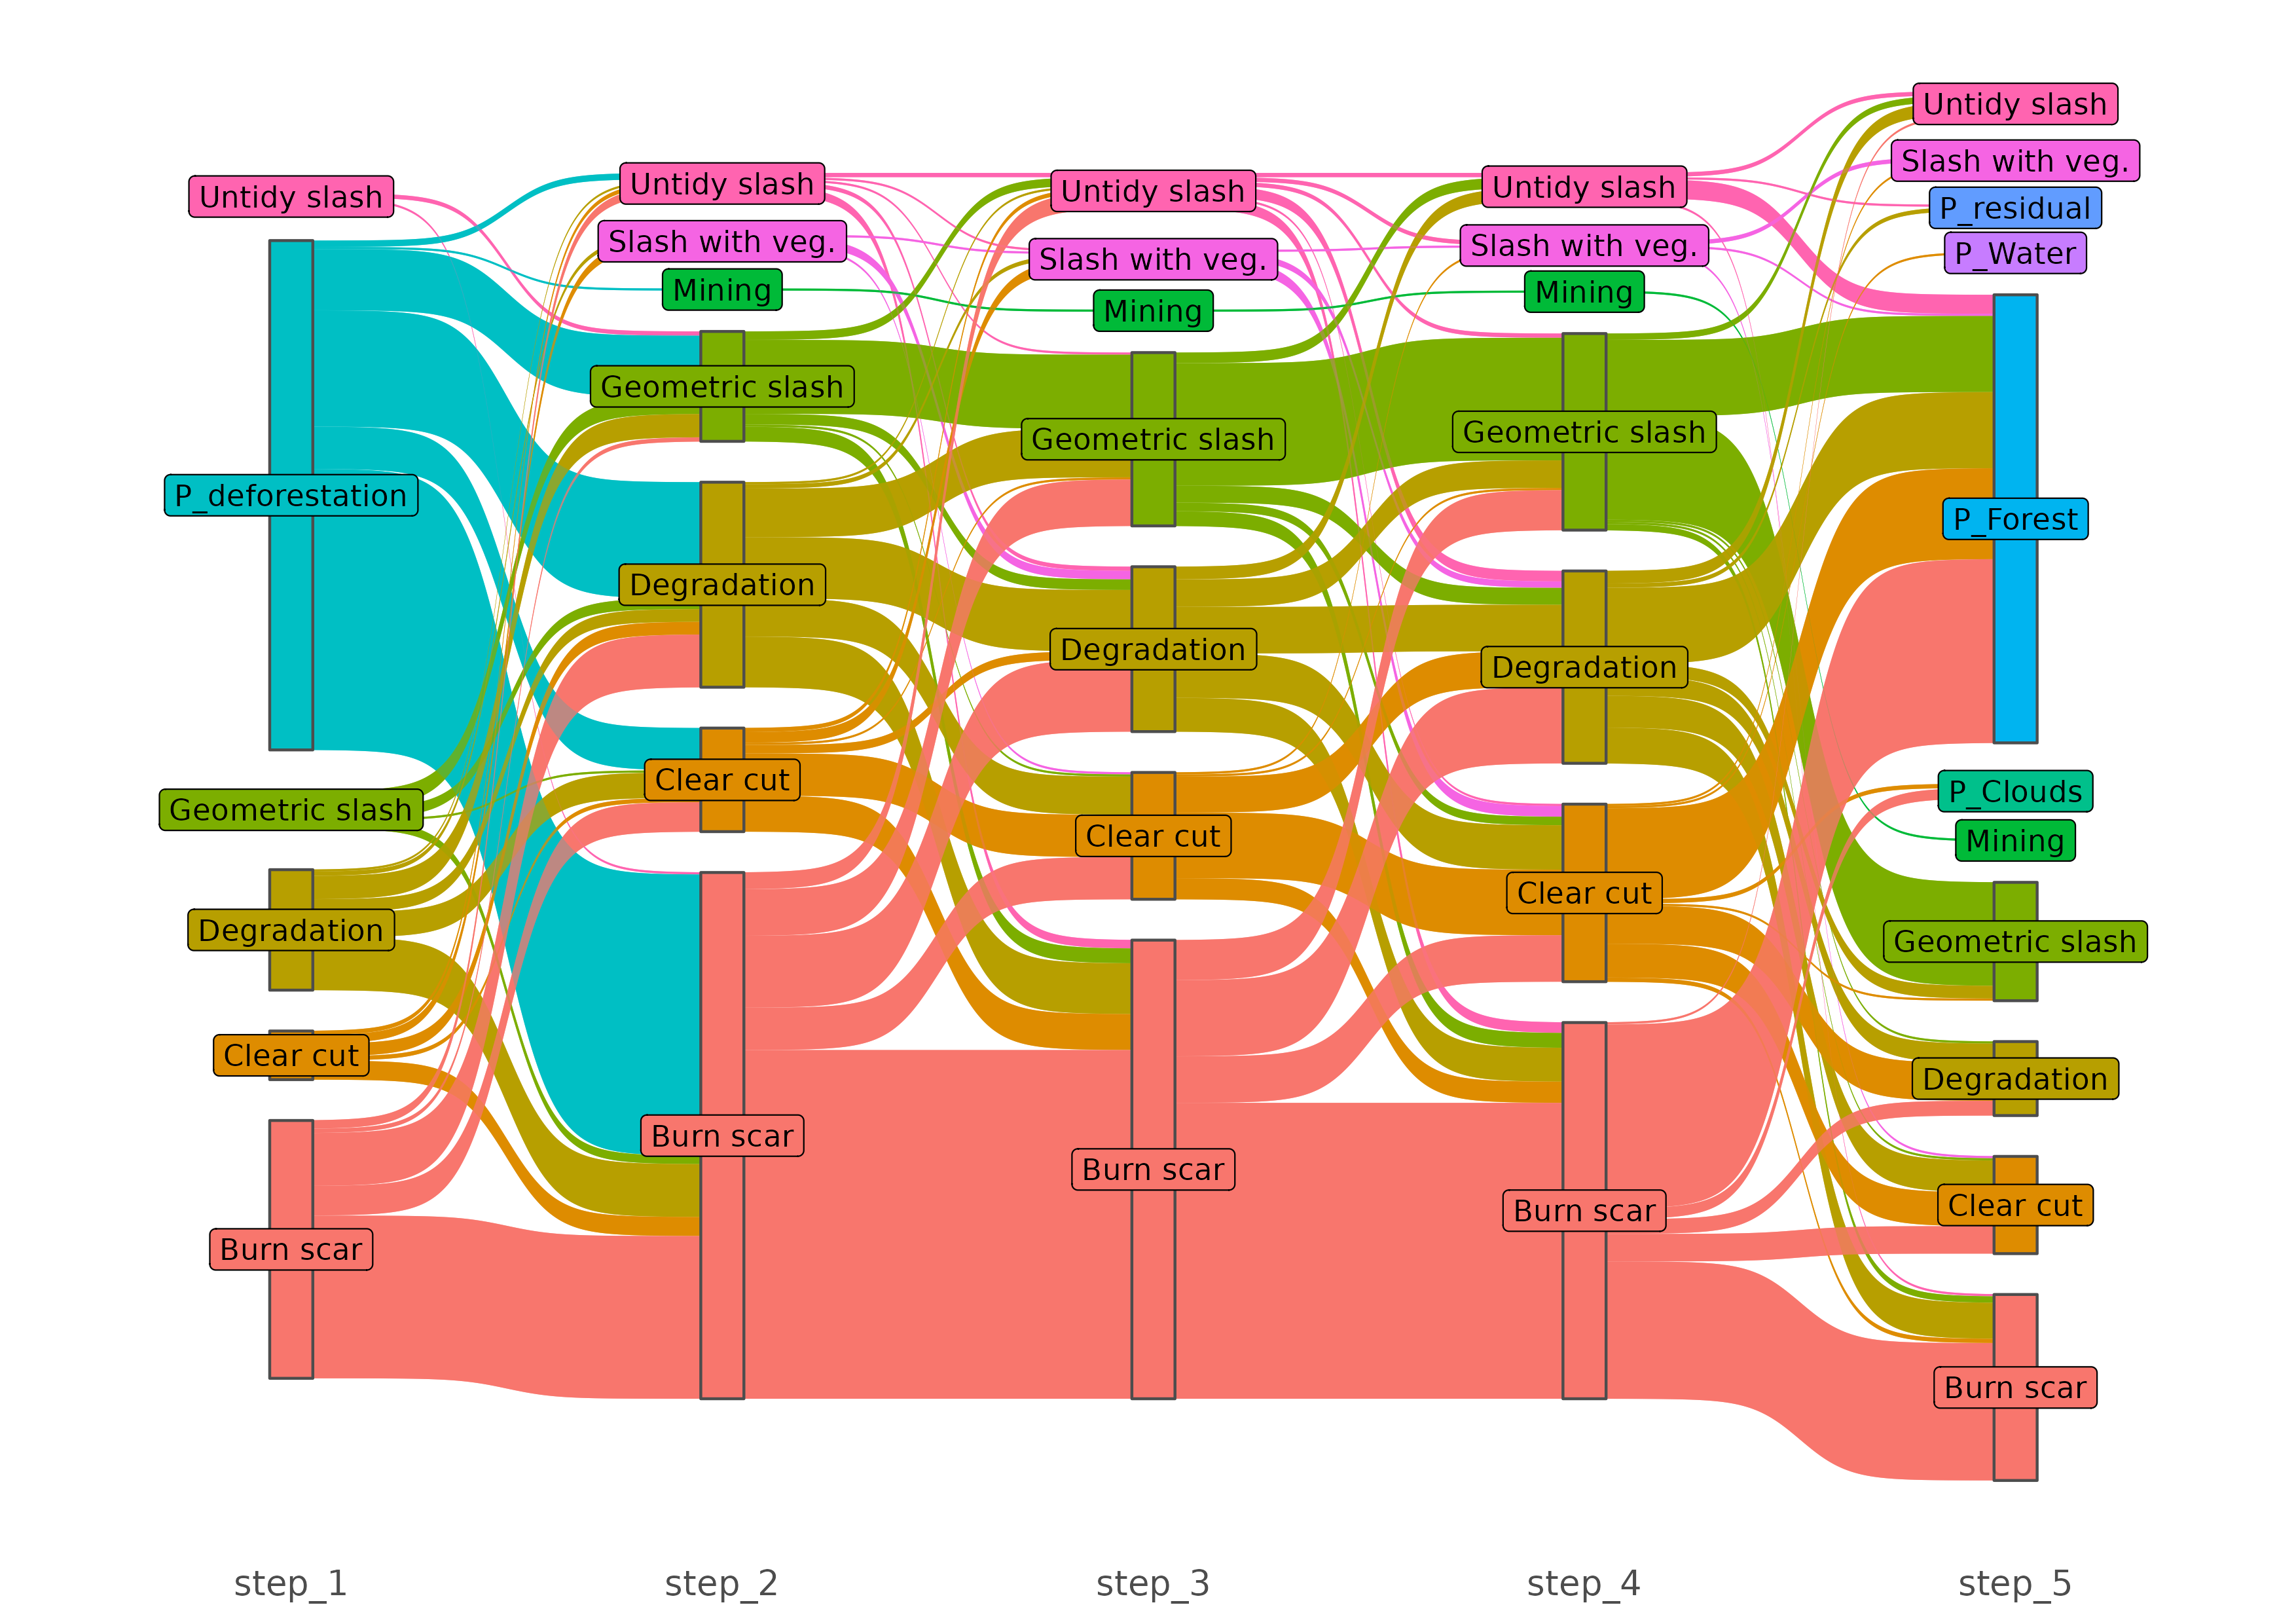 Untidy slash
P_deforestation
Geometric slash
Degradation
Clear cut
Burn scar
Untidy slash
Slash with veg.
Mining
Geometric slash
Degradation
Clear cut
Burn scar
Untidy slash
Slash with veg.
Mining
Geometric slash
Degradation
Clear cut
Burn scar
Untidy slash
Slash with veg.
Mining
Geometric slash
Degradation
Clear cut
Burn scar
Untidy slash
Slash with veg.
P_residual
P_Water
P_Forest
P_Clouds
Mining
Geometric slash
Degradation
Clear cut
Burn scar
step_1
step_2
step_3
step_4
step_5